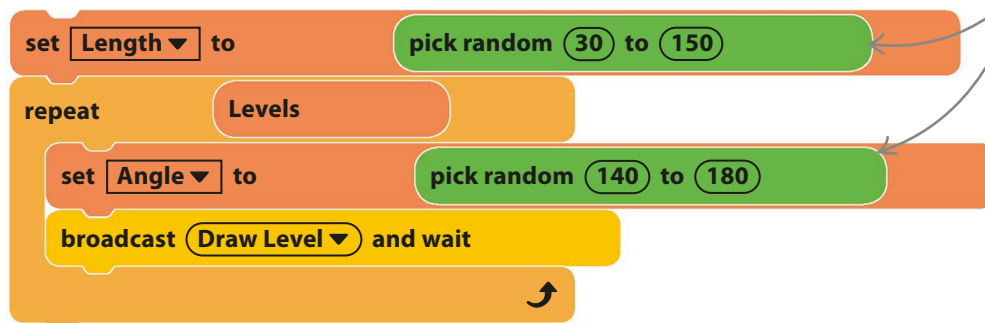 set Length to pick random 30 to 150
repeat Levels
set Angle to pick random 140 to 180
broadcast Draw Level and wait